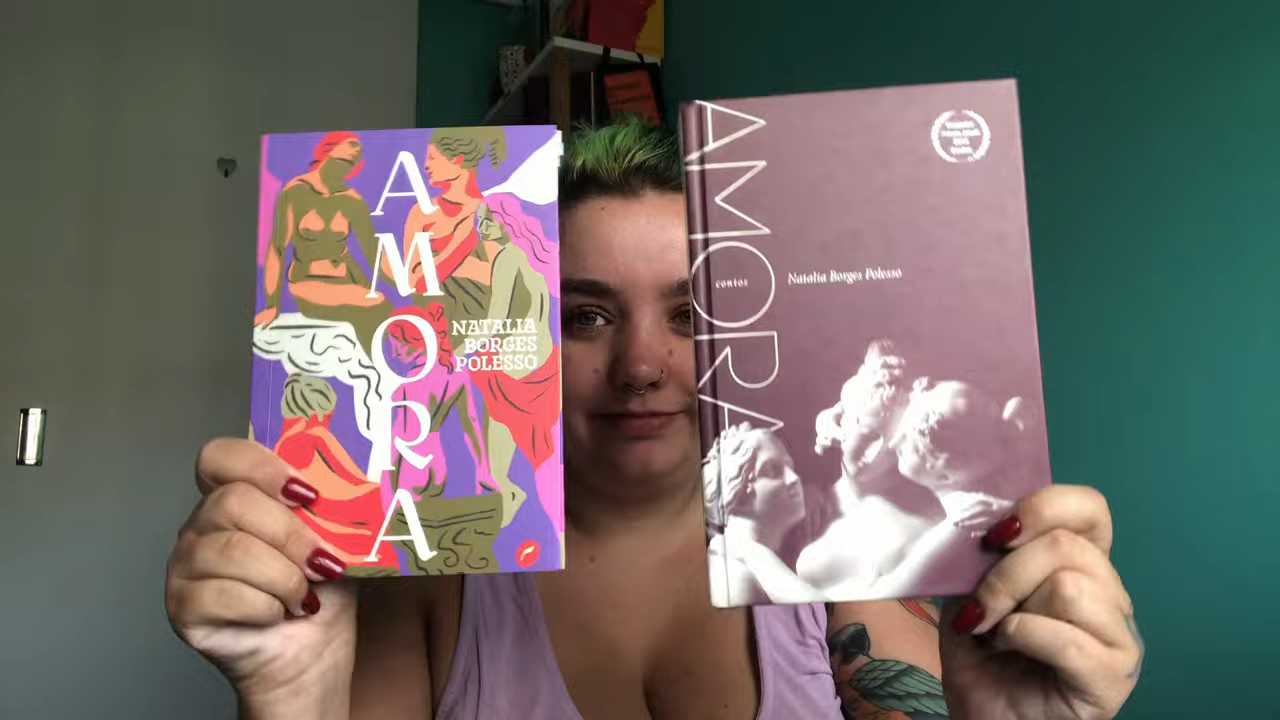 AMORA
NATALIA
BORGES
POLESSO
AMORA
contos
Natalia Borges Polesso